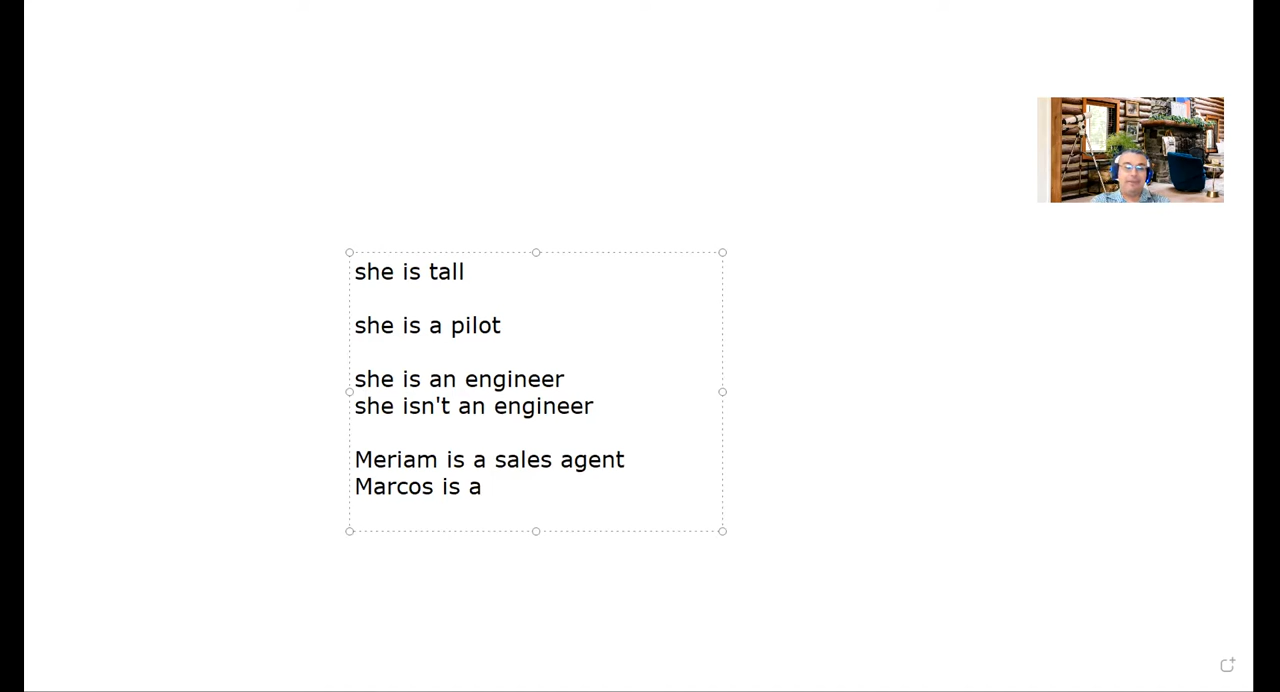 she is tall
she is a pilot
she is an engineer
she isn't an engineer
Meriam is a sales agent
Marcos is a